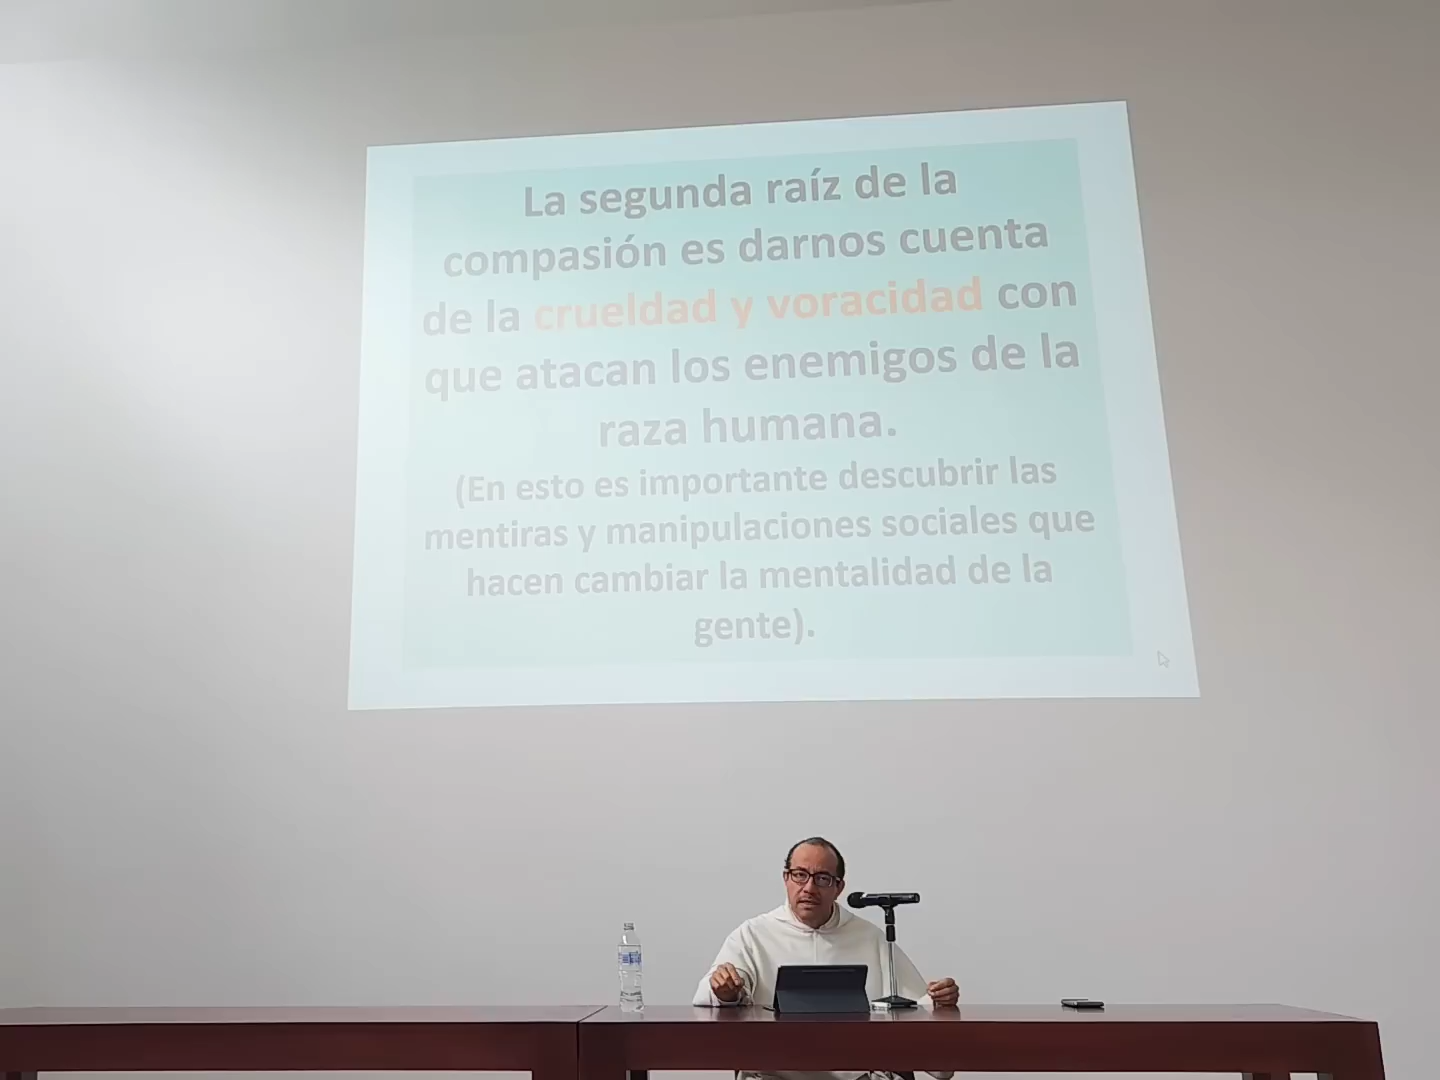 La segunda raíz de la
compasión es darnos cuenta
de la crueldad y voracidad con
que atacan los enemigos de la
raza humana.
(En esto es importante descubrir las
mentiras y manipulaciones sociales que
hacen cambiar la mentalidad de la
gente).